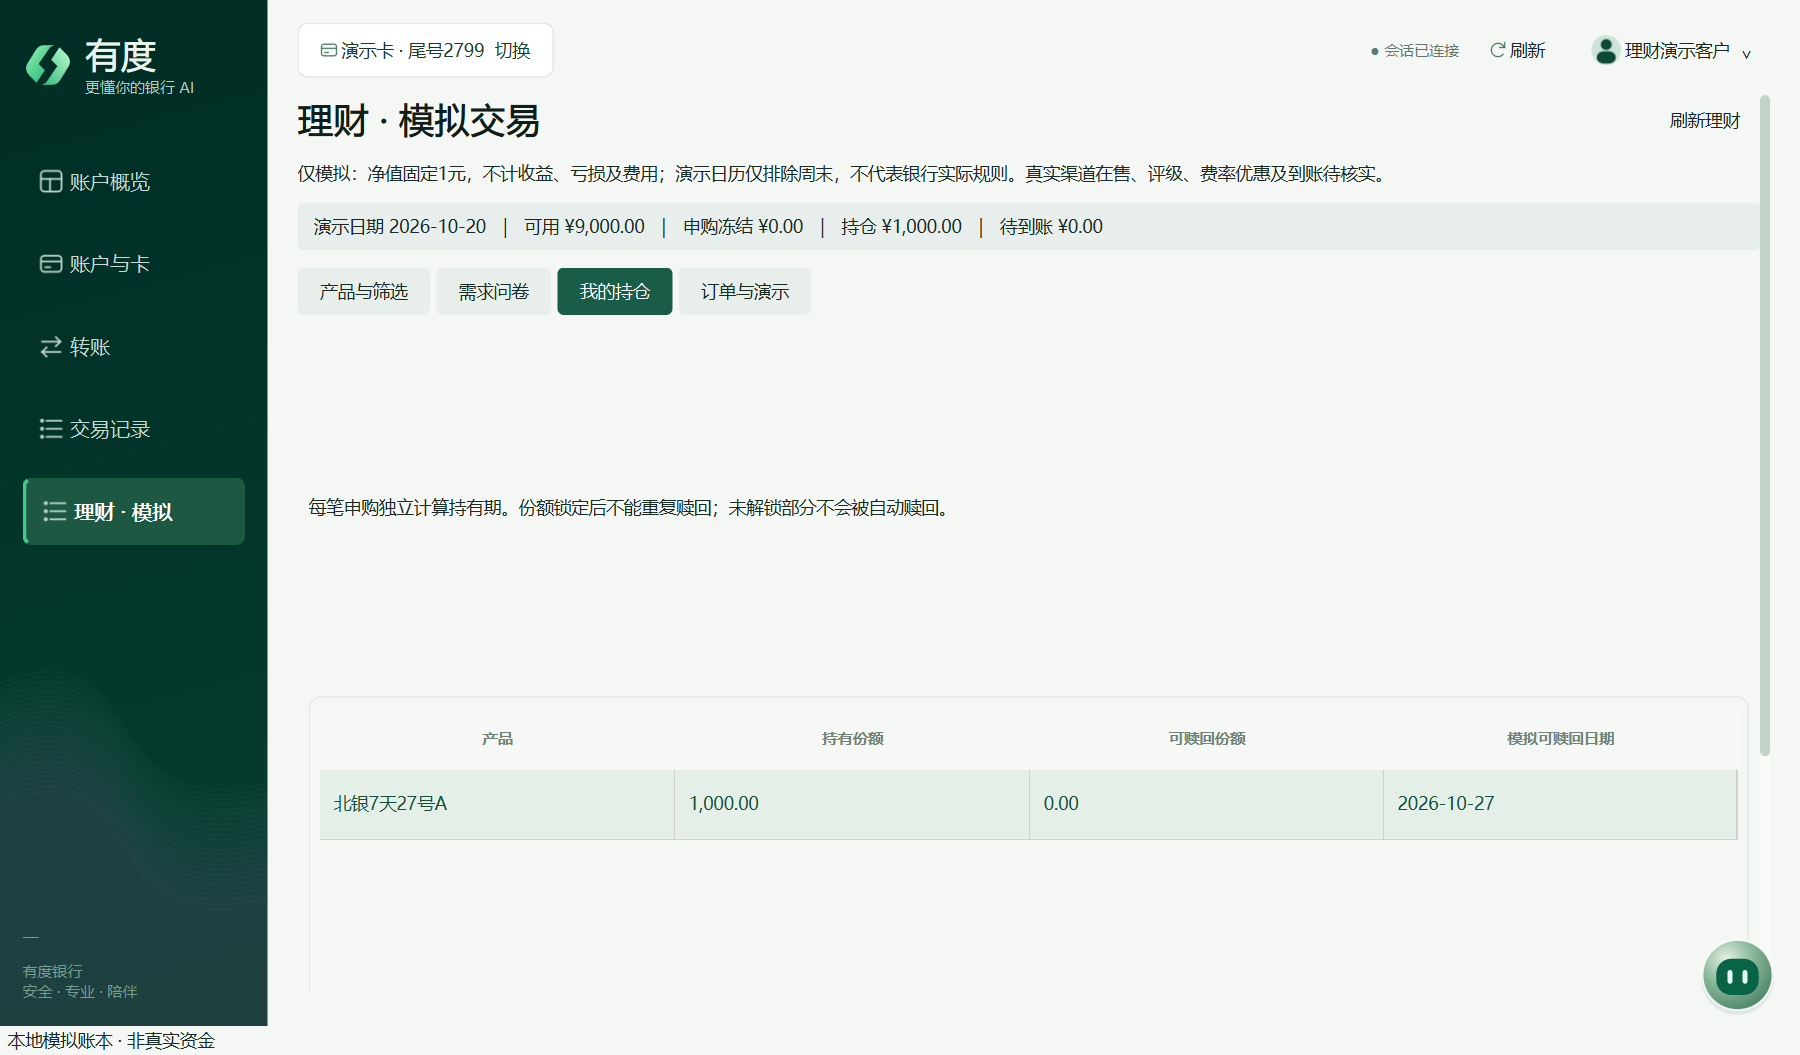 有度
更懂你的银行 AI
账户概览
账户与卡
转账
交易记录
理财 · 模拟
—
有度银行
安全 · 专业 · 陪伴
本地模拟账本 · 非真实资金
演示卡 · 尾号2799 切换
会话已连接
刷新
理财演示客户
理财 · 模拟交易
刷新理财
仅模拟：净值固定1元，不计收益、亏损及费用；演示日历仅排除周末，不代表银行实际规则。真实渠道在售、评级、费率优惠及到账待核实。
演示日期 2026-10-20 | 可用 ¥9,000.00 | 申购冻结 ¥0.00 | 持仓 ¥1,000.00 | 待到账 ¥0.00
产品与筛选
需求问卷
我的持仓
订单与演示
每笔申购独立计算持有期。份额锁定后不能重复赎回；未解锁部分不会被自动赎回。
产品 持有份额 可赎回份额 模拟可赎回日期
北银7天27号A 1,000.00 0.00 2026-10-27